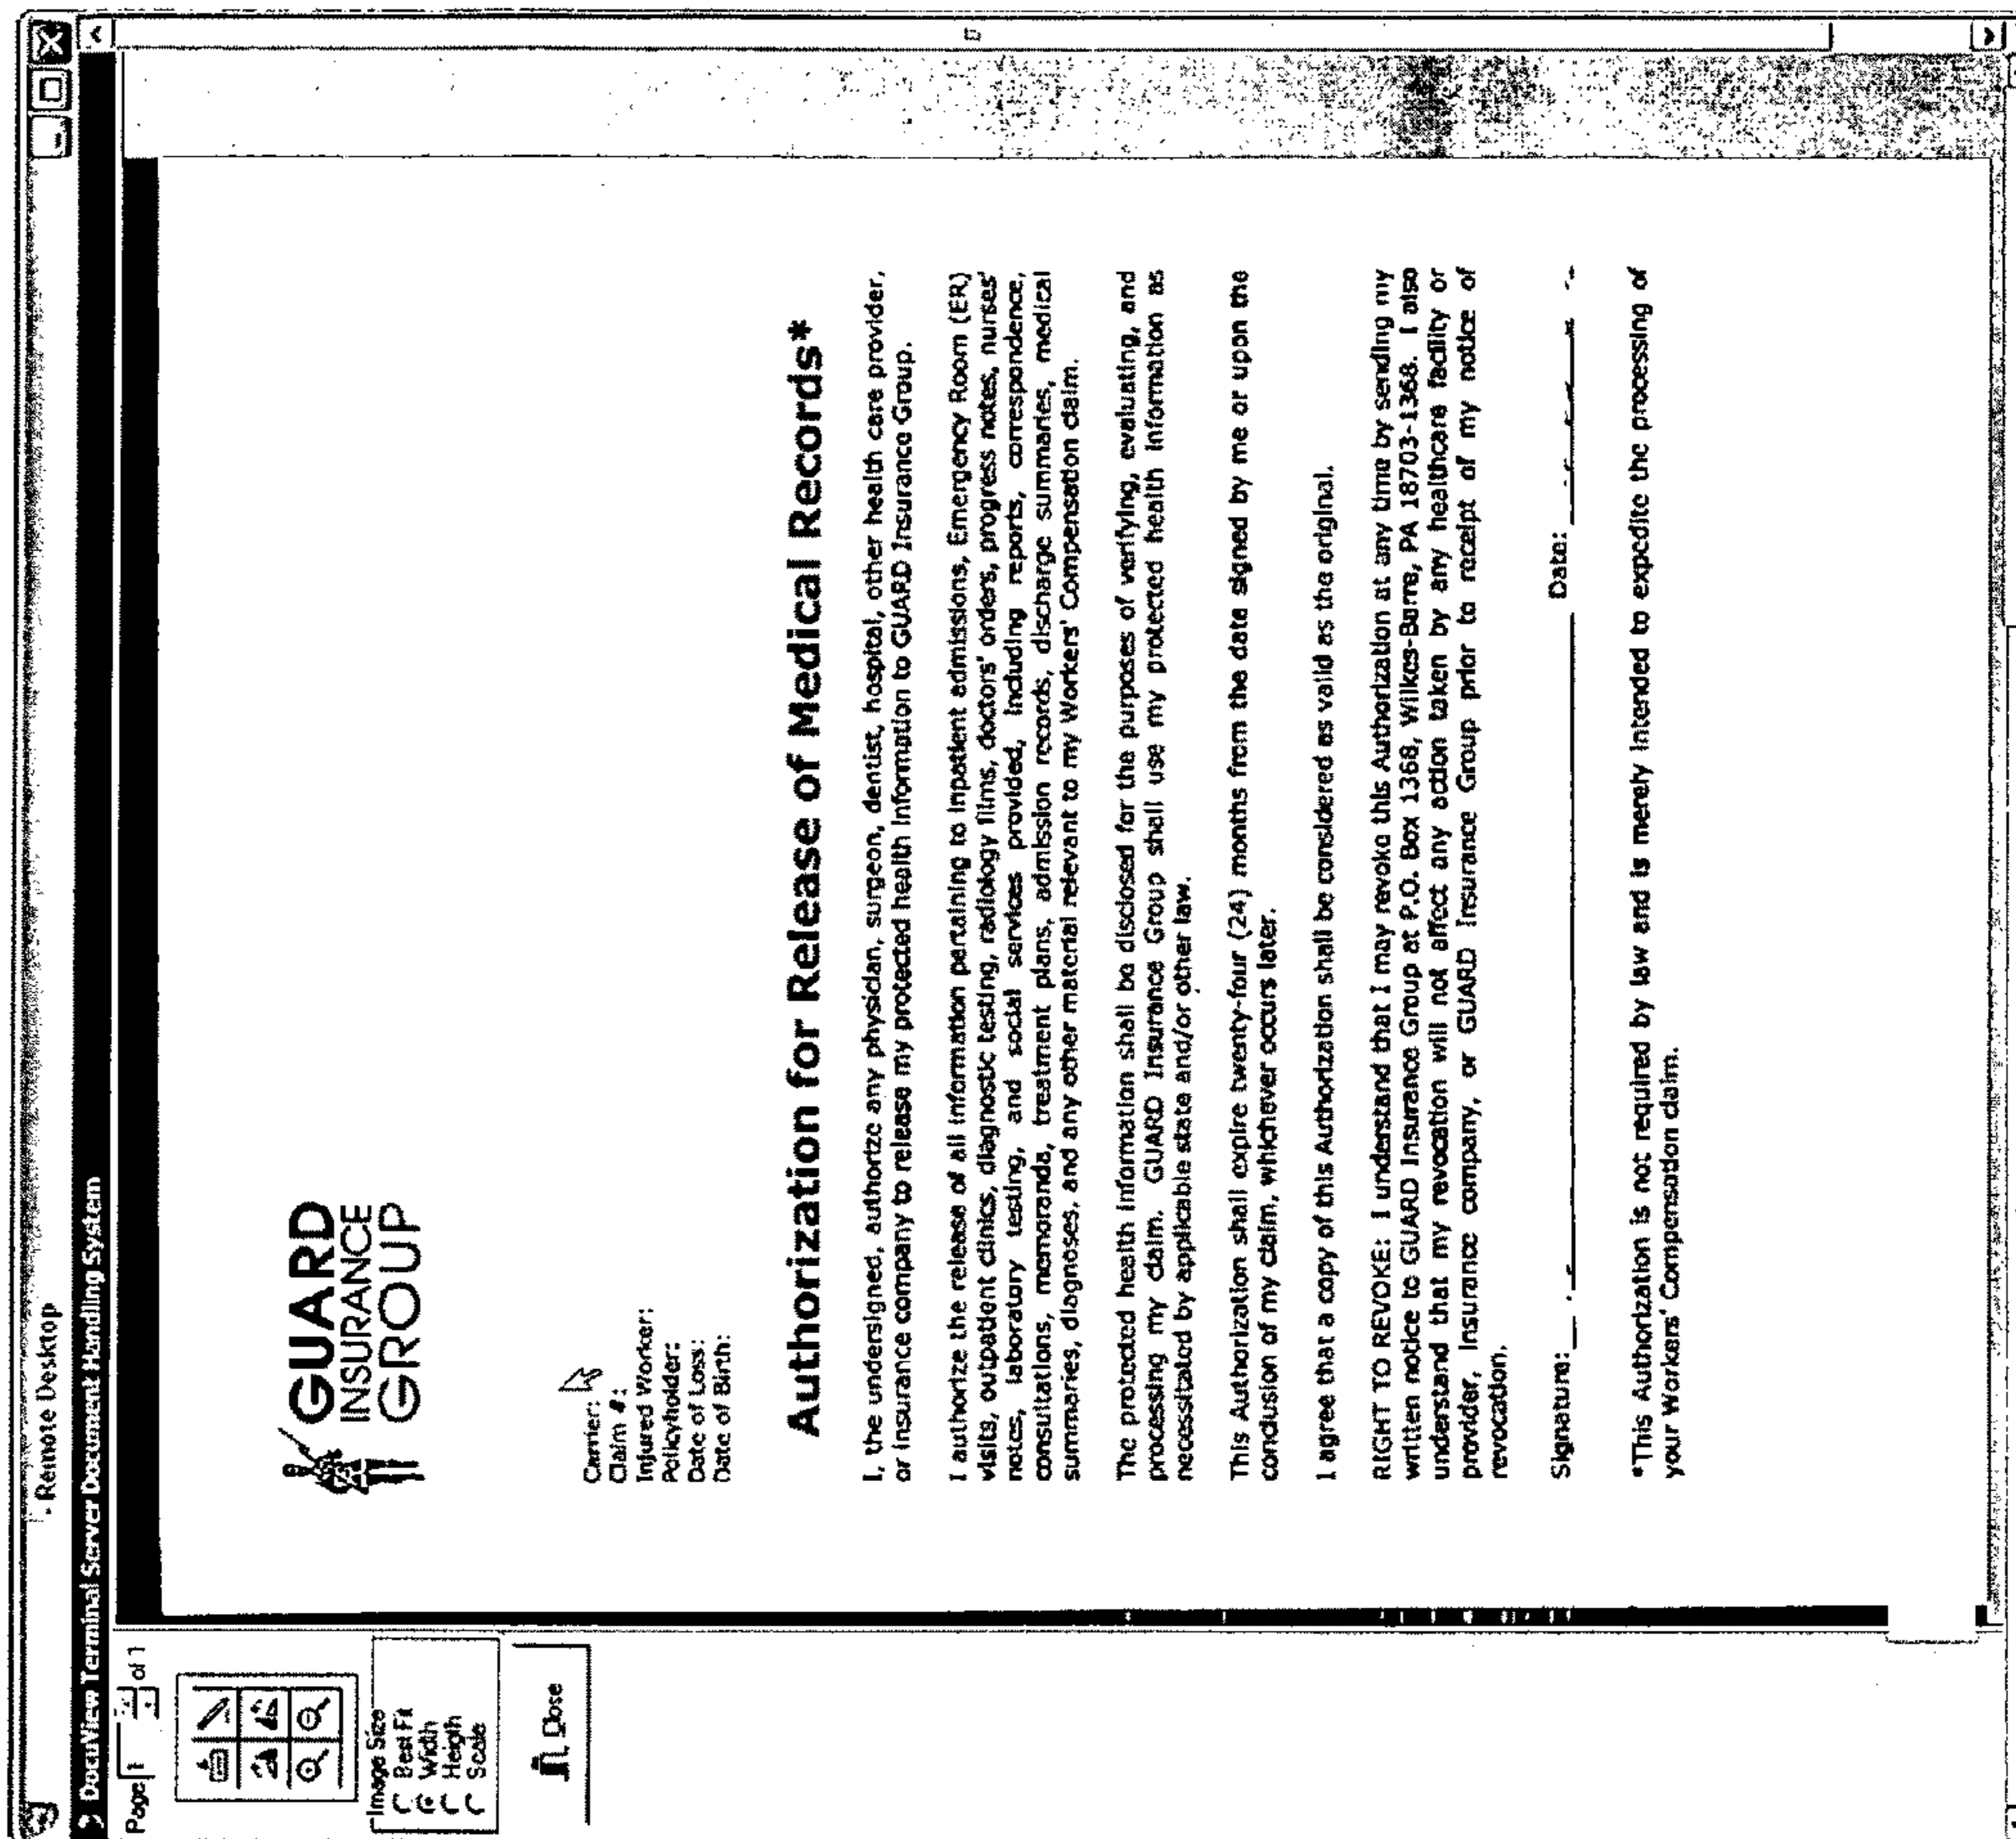 - Remote Desktop
DocuView Terminal Server Document Handling System
Page 1 of 1
Image Size
Best Fit
Width
Heigth
Scale
Close
GUARD
INSURANCE
GROUP
Carrier:
Claim #:
Injured Worker:
Policyholder:
Date of Loss:
Date of Birth:
Authorization for Release of Medical Records*
I, the undersigned, authorize any physician, surgeon, dentist, hospital, other health care provider,
or insurance company to release my protected health information to GUARD Insurance Group.
I authorize the release of all information pertaining to inpatient admissions, Emergency Room (ER)
visits, outpatient clinics, diagnostic testing, radiology films, doctors' orders, progress notes, nurses'
notes, laboratory testing, and social services provided, including reports, correspondence,
consultations, memoranda, treatment plans, admission records, discharge summaries, medical
summaries, diagnoses, and any other material relevant to my Workers' Compensation claim.
The protected health information shall be disclosed for the purposes of verifying, evaluating, and
processing my claim. GUARD Insurance Group shall use my protected health information as
necessitated by applicable state and/or other law.
This Authorization shall expire twenty-four (24) months from the date signed by me or upon the
conclusion of my claim, whichever occurs later.
I agree that a copy of this Authorization shall be considered as valid as the original.
RIGHT TO REVOKE: I understand that I may revoke this Authorization at any time by sending my
written notice to GUARD Insurance Group at P.O. Box 1368, Wilkes-Barre, PA 18703-1368. I also
understand that my revocation will not affect any action taken by any healthcare facility or
provider, insurance company, or GUARD Insurance Group prior to receipt of my notice of
revocation.
Signature: Date:
*This Authorization is not required by law and is merely intended to expedite the processing of
your Workers' Compensation claim.